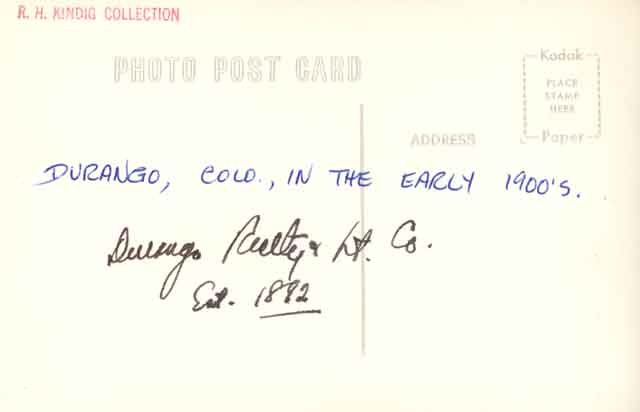 R. H. KINDIG COLLECTION
PHOTO POST CARD
Kodak
PLACE
STAMP
HERE
Paper
ADDRESS
DURANGO, COLO., IN THE EARLY 1900'S.
Durango Realty & Co.
Est. 1882